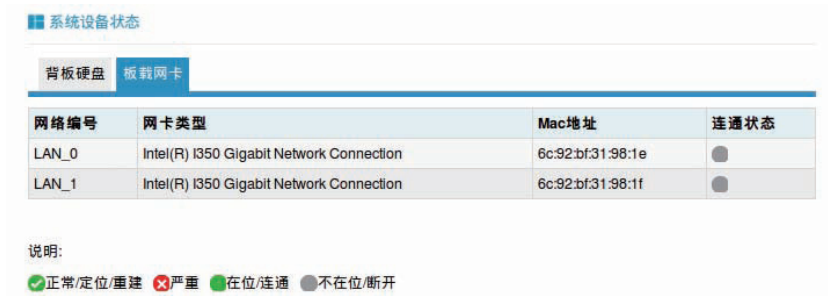 系统设备状态
背板硬盘 板载网卡
网络编号 网卡类型 Mac地址 连通状态
LAN_0 Intel(R) I350 Gigabit Network Connection 6c:92:bf:31:98:1e
LAN_1 Intel(R) I350 Gigabit Network Connection 6c:92:bf:31:98:1f
说明:
正常/定位/重建 严重 在位/连通 不在位/断开